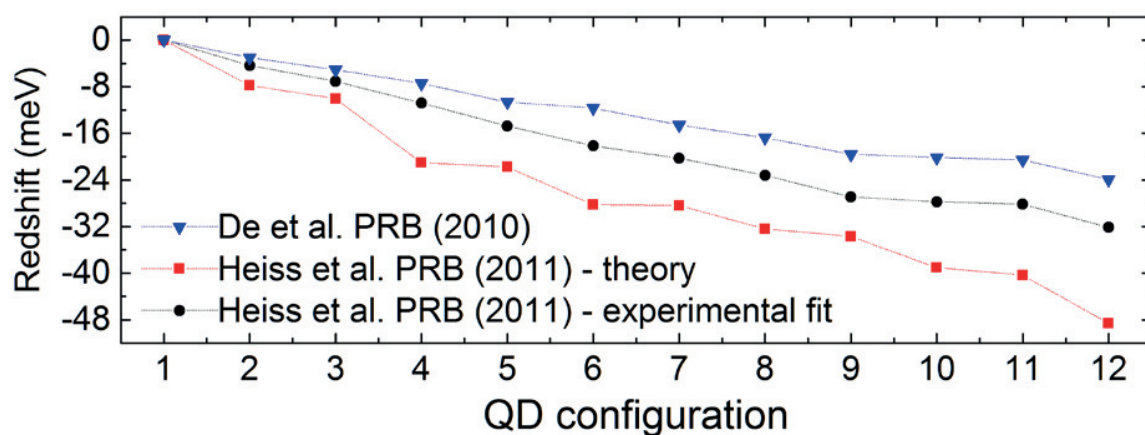 Redshift (meV)
0
-8
-16
-24
-32
-40
-48
De et al. PRB (2010)
Heiss et al. PRB (2011) - theory
Heiss et al. PRB (2011) - experimental fit
1 2 3 4 5 6 7 8 9 10 11 12
QD configuration